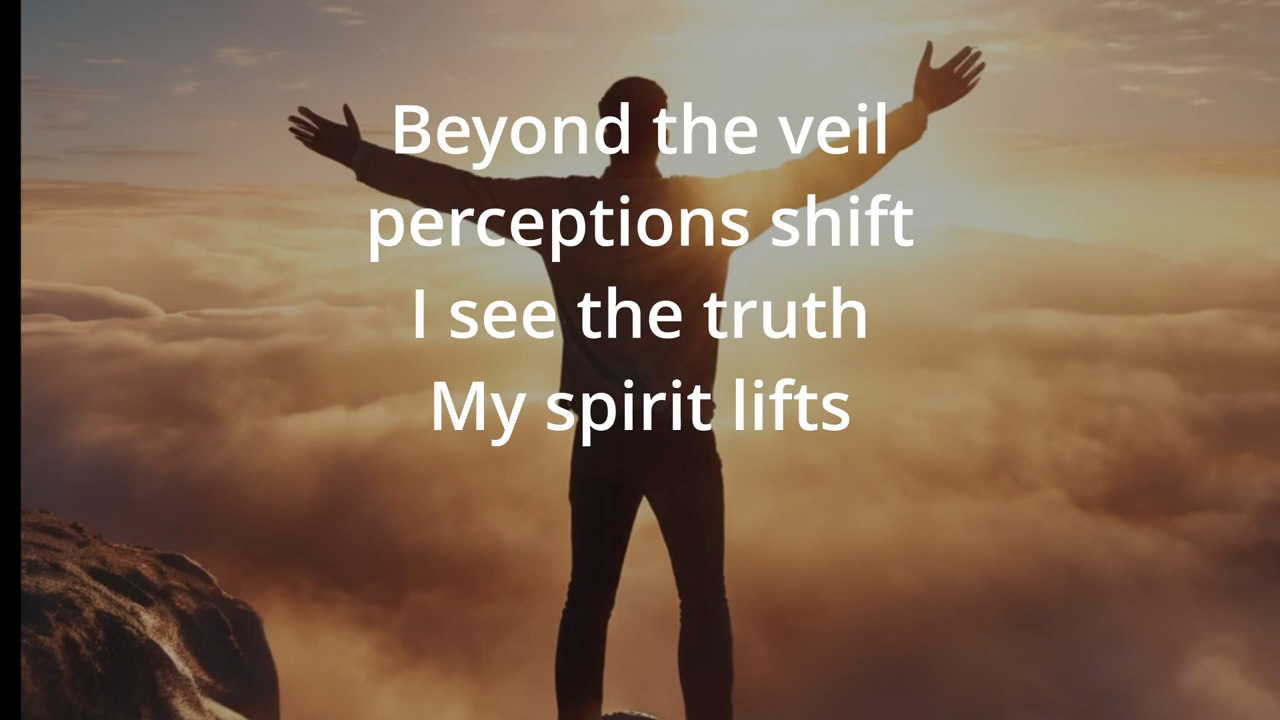 Beyond the veil
perceptions shift
I see the truth
My spirit lifts